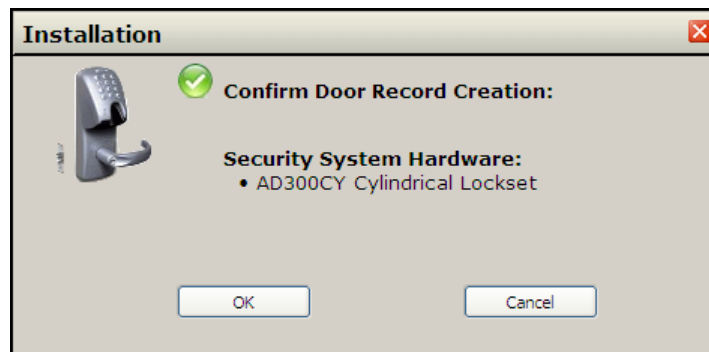 Installation
Confirm Door Record Creation:
Security System Hardware:
• AD300CY Cylindrical Lockset
OK
Cancel